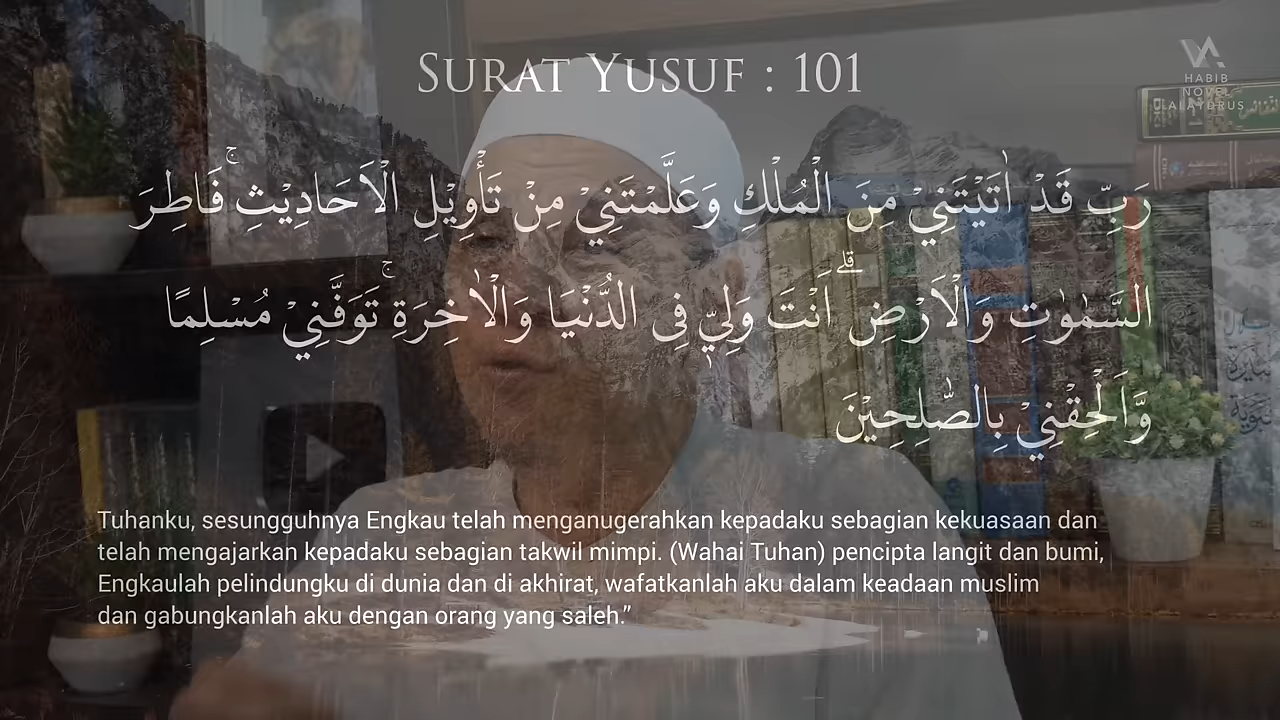 SURAT YUSUF : 101
رَبِّ قَدْ اٰتَيْتَنِيْ مِنَ الْمُلْكِ وَعَلَّمْتَنِيْ مِنْ تَأْوِيْلِ الْاَحَادِيْثِۚ فَاطِرَ
السَّمٰوٰتِ وَالْاَرْضِۗ اَنْتَ وَلِيّٖ فِى الدُّنْيَا وَالْاٰخِرَةِۚ تَوَفَّنِيْ مُسْلِمًا
وَّاَلْحِقْنِيْ بِالصّٰلِحِيْنَ
Tuhanku, sesungguhnya Engkau telah menganugerahkan kepadaku sebagian kekuasaan dan
telah mengajarkan kepadaku sebagian takwil mimpi. (Wahai Tuhan) pencipta langit dan bumi,
Engkaulah pelindungku di dunia dan di akhirat, wafatkanlah aku dalam keadaan muslim
dan gabungkanlah aku dengan orang yang saleh.”
HABIB
NOVEL
ALAYDRUS